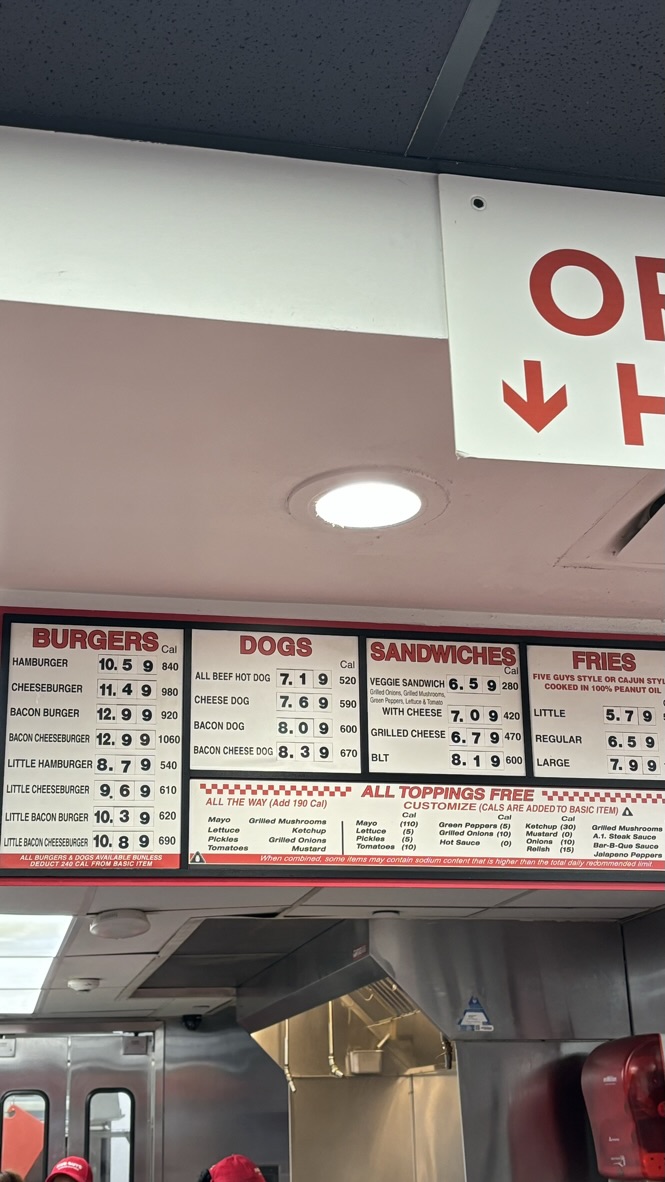 BURGERS
Cal
HAMBURGER 10.59 840
CHEESEBURGER 11.49 980
BACON BURGER 12.99 920
BACON CHEESEBURGER 12.99 1060
LITTLE HAMBURGER 8.79 540
LITTLE CHEESEBURGER 9.69 610
LITTLE BACON BURGER 10.39 620
LITTLE BACON CHEESEBURGER 10.89 690
ALL BURGERS & DOGS AVAILABLE BUNLESS
DEDUCT 240 CAL FROM BASIC ITEM
DOGS
Cal
ALL BEEF HOT DOG 7.19 520
CHEESE DOG 7.69 590
BACON DOG 8.09 600
BACON CHEESE DOG 8.39 670
SANDWICHES
Cal
VEGGIE SANDWICH 6.59 280
Grilled Onions, Grilled Mushrooms,
Green Peppers, Lettuce & Tomato
WITH CHEESE 7.09 420
GRILLED CHEESE 6.79 470
BLT 8.19 600
FRIES
FIVE GUYS STYLE OR CAJUN
COOKED IN 100% PEANUT OIL
LITTLE 5.79
REGULAR 6.59
LARGE 7.99
ALL TOPPINGS FREE
ALL THE WAY (Add 190 Cal)
Mayo Grilled Mushrooms
Lettuce Ketchup
Pickles Grilled Onions
Tomatoes Mustard
CUSTOMIZE (CALS ARE ADDED TO BASIC ITEM)
Cal Cal Cal
Mayo (110) Green Peppers (5) Ketchup (30) Grilled Mushrooms
Lettuce (5) Grilled Onions (10) Mustard (0) A.1. Steak Sauce
Pickles (5) Hot Sauce (0) Onions (10) Bar-B-Que Sauce
Tomatoes (10) Relish (15) Jalapeno Peppers
When combined, some items may contain sodium content that is higher than the total daily recommended limit